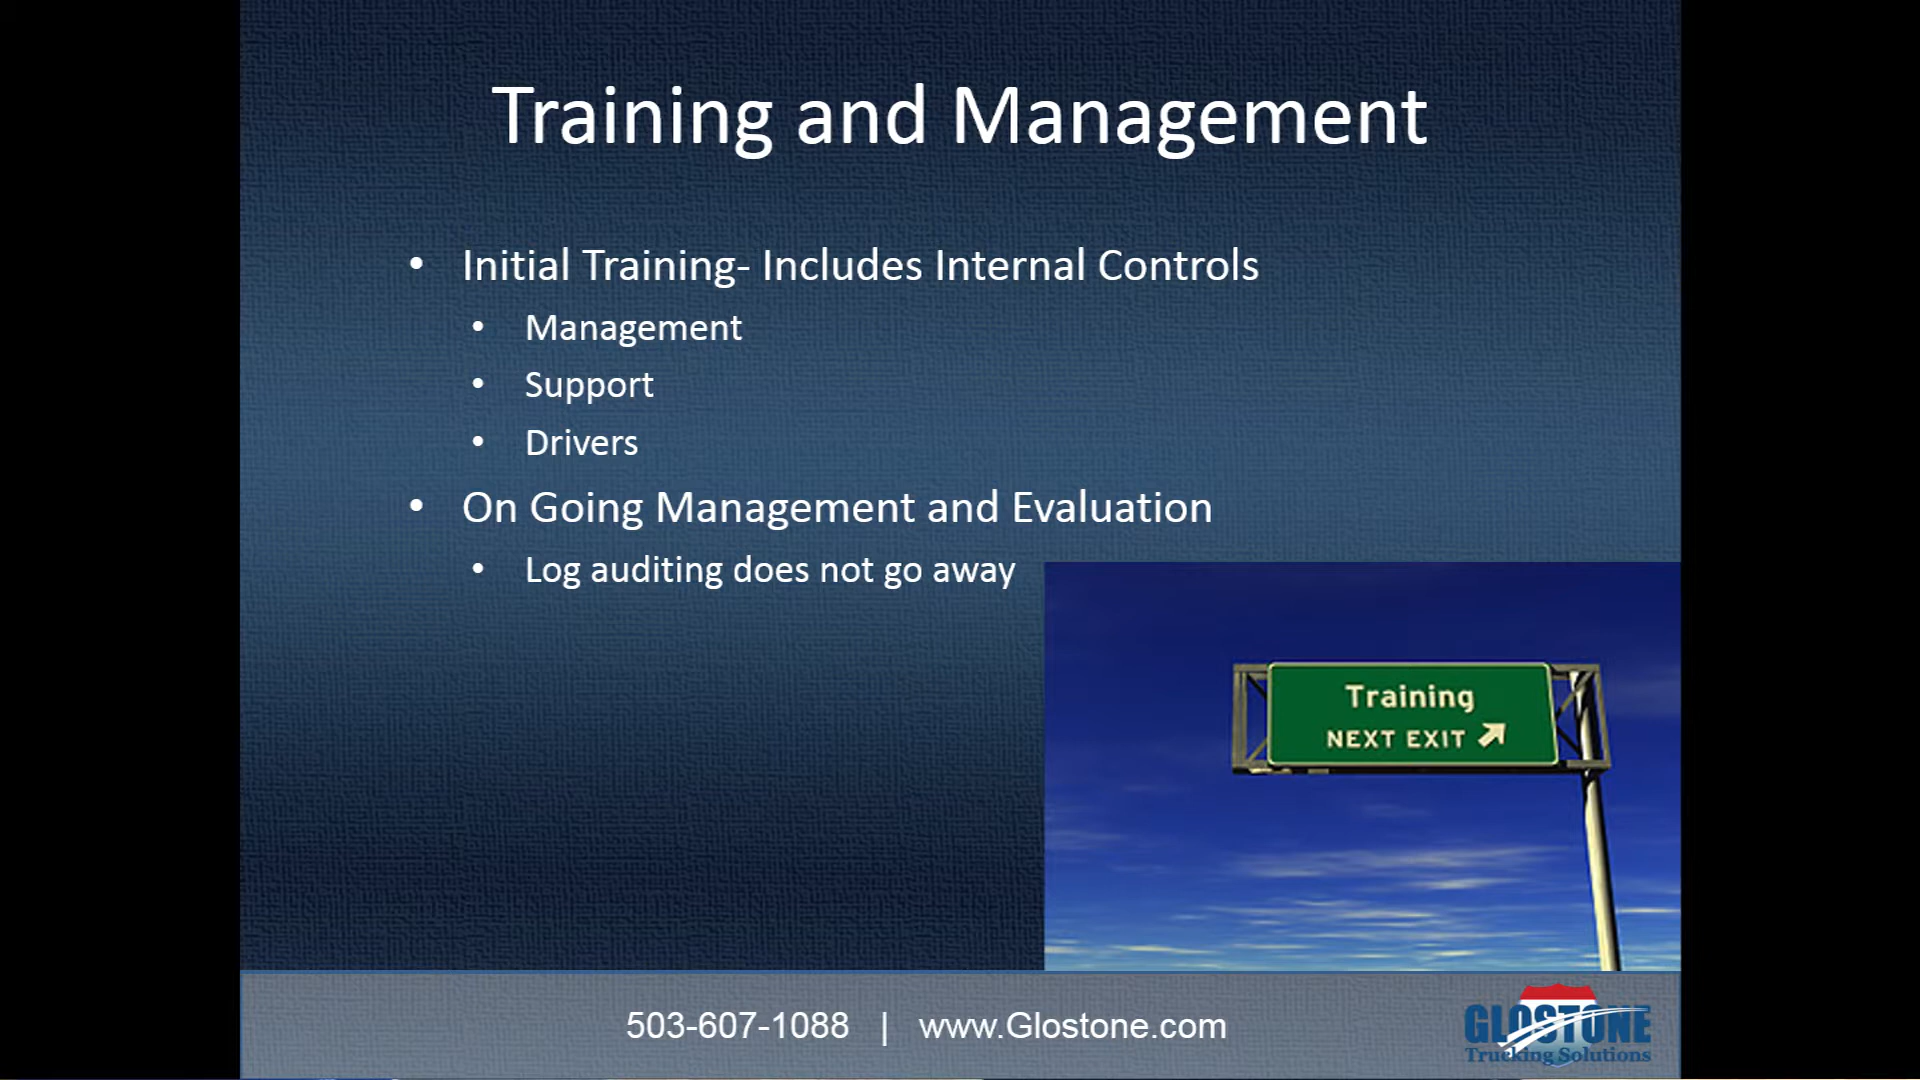 Training and Management
• Initial Training- Includes Internal Controls
• Management
• Support
• Drivers
• On Going Management and Evaluation
• Log auditing does not go away
Training
NEXT EXIT
503-607-1088 | www.Glostone.com
GLOSTONE
Trucking Solutions